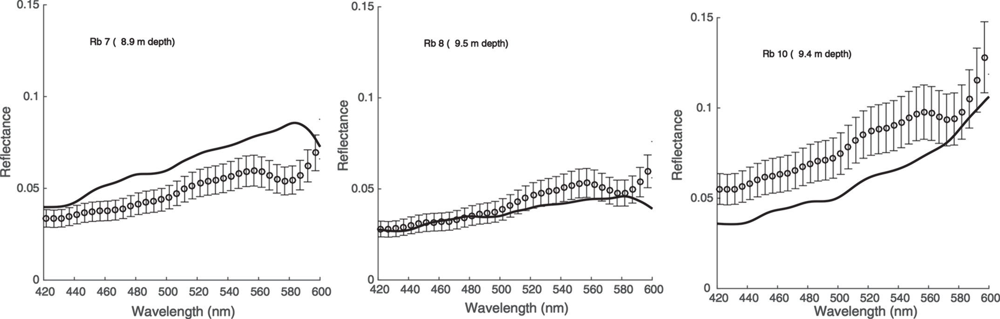 0.15
0.1
0.05
0
Reflectance
Rb 7 (  8.9 m depth)
420 440 460 480 500 520 540 560 580 600
Wavelength (nm)
0.15
0.1
0.05
0
Reflectance
Rb 8 (  9.5 m depth)
420 440 460 480 500 520 540 560 580 600
Wavelength (nm)
0.15
0.1
0.05
0
Reflectance
Rb 10 (  9.4 m depth)
420 440 460 480 500 520 540 560 580 600
Wavelength (nm)